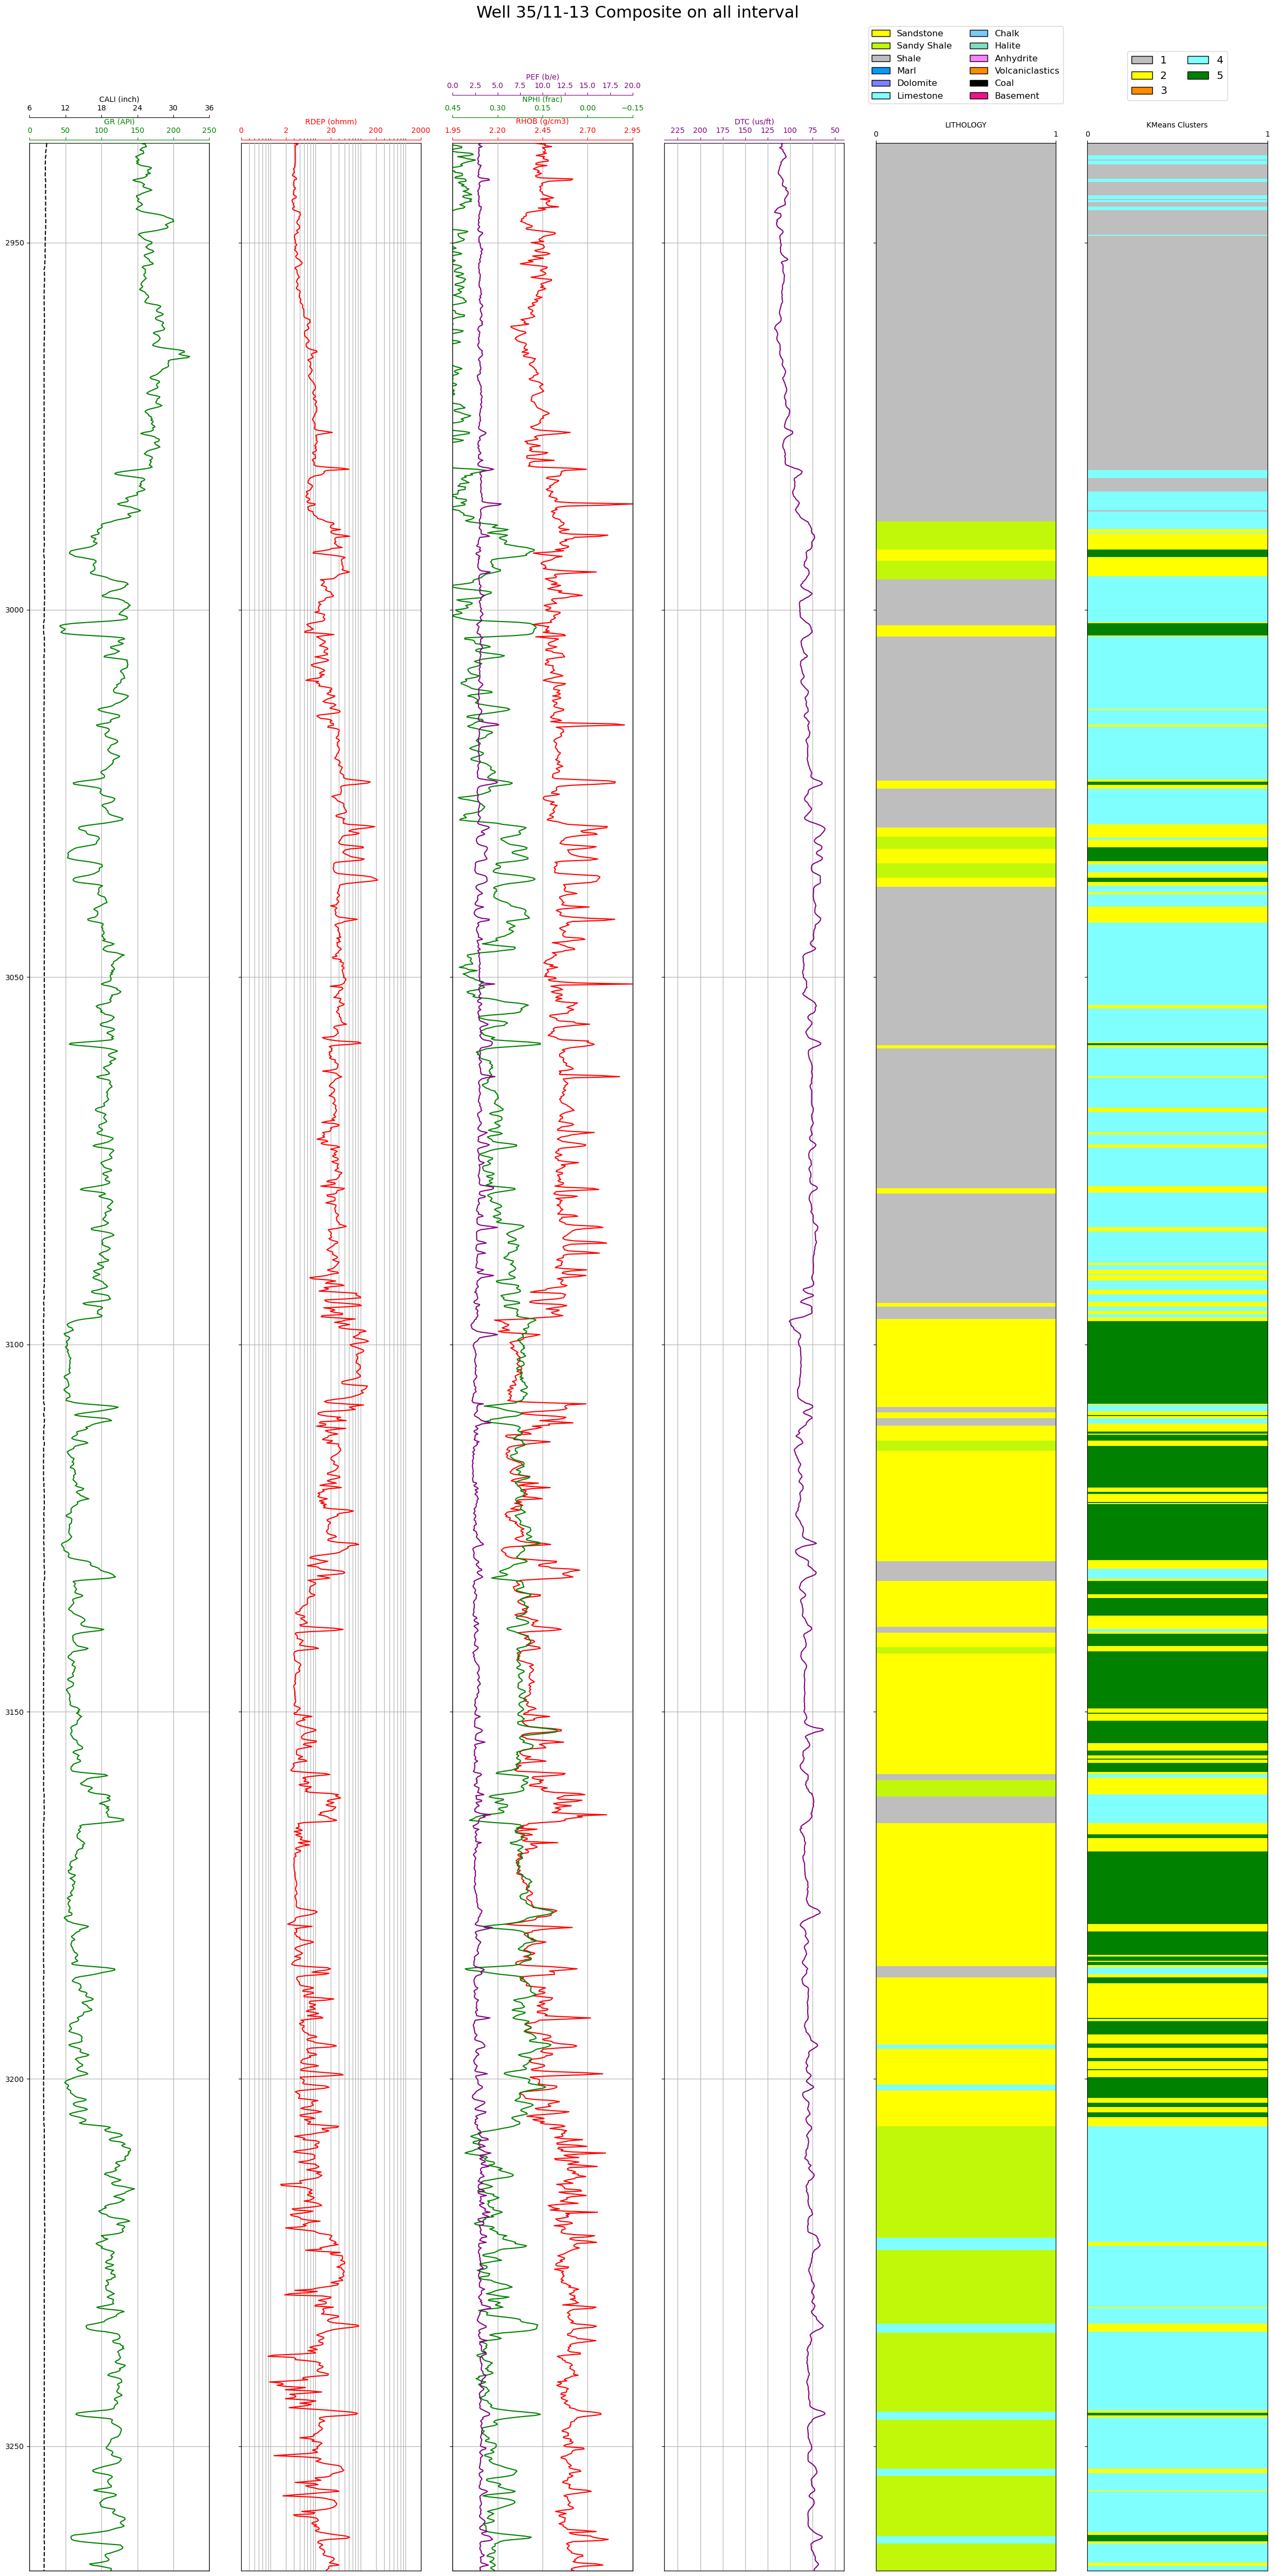 Well 35/11-13 Composite on all interval
Sandstone Chalk
Sandy Shale Halite
Shale Anhydrite
Marl Volcaniclastics
Dolomite Coal
Limestone Basement
1 4
2 5
3
PEF (b/e)
0.0 2.5 5.0 7.5 10.0 12.5 15.0 17.5 20.0
CALI (inch) NPHI (frac)
6 12 18 24 30 36 0.45 0.30 0.15 0.00 −0.15
GR (API) RDEP (ohmm) RHOB (g/cm3) DTC (us/ft) LITHOLOGY KMeans Clusters
0 50 100 150 200 250 0 2 20 200 2000 1.95 2.20 2.45 2.70 2.95 225 200 175 150 125 100 75 50 0 1 0 1
2950
3000
3050
3100
3150
3200
3250